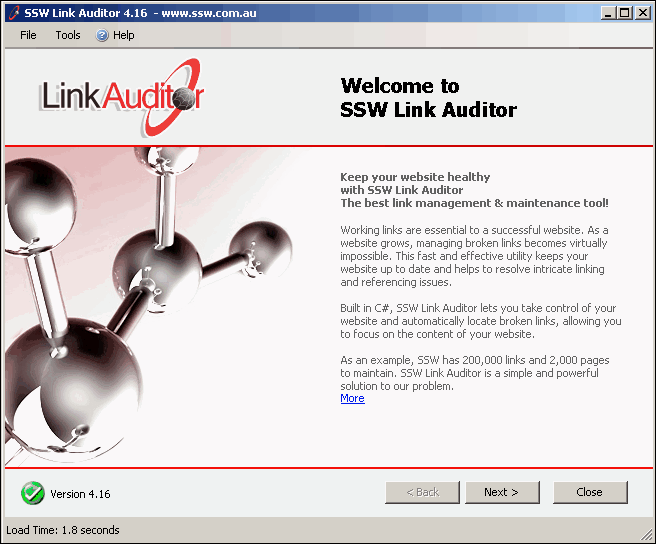 SSW Link Auditor 4.16 - www.ssw.com.au
File Tools Help
LinkAuditor
Welcome to
SSW Link Auditor
Keep your website healthy
with SSW Link Auditor
The best link management & maintenance tool!
Working links are essential to a successful website. As a
website grows, managing broken links becomes virtually
impossible. This fast and effective utility keeps your
website up to date and helps to resolve intricate linking
and referencing issues.
Built in C#, SSW Link Auditor lets you take control of your
website and automatically locate broken links, allowing you
to focus on the content of your website.
As an example, SSW has 200,000 links and 2,000 pages
to maintain. SSW Link Auditor is a simple and powerful
solution to our problem.
More
Version 4.16
< Back Next > Close
Load Time: 1.8 seconds